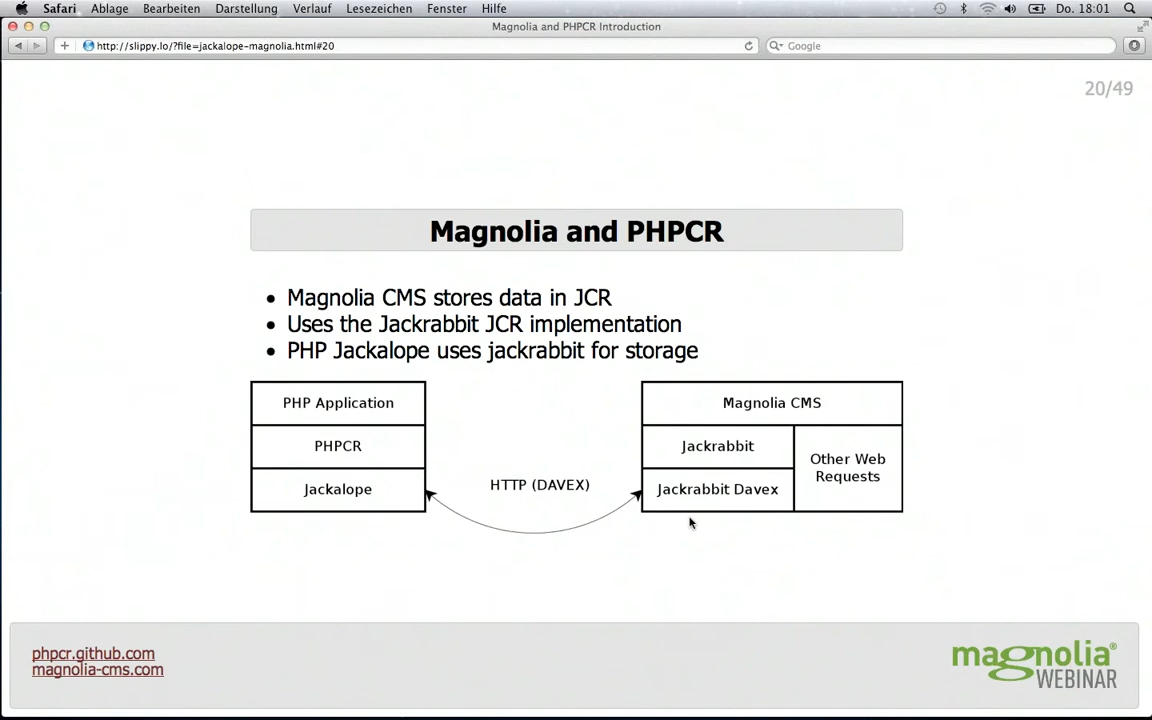 Safari Ablage Bearbeiten Darstellung Verlauf Lesezeichen Fenster Hilfe Do. 18:01
Magnolia and PHPCR Introduction
http://slippy.lo/?file=jackalope-magnolia.html#20 Google
20/49
Magnolia and PHPCR
• Magnolia CMS stores data in JCR
• Uses the Jackrabbit JCR implementation
• PHP Jackalope uses jackrabbit for storage
PHP Application
PHPCR
Jackalope
HTTP (DAVEX)
Magnolia CMS
Jackrabbit
Jackrabbit Davex
Other Web
Requests
phpcr.github.com
magnolia-cms.com
magnolia®
WEBINAR